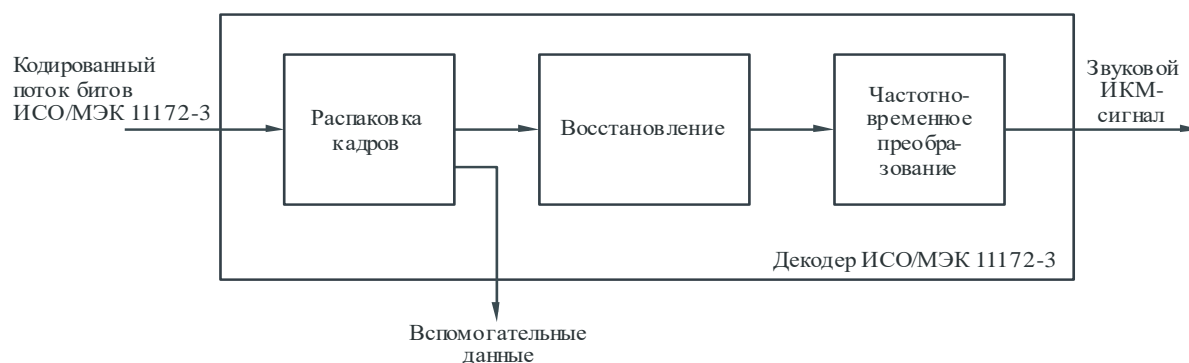 Кодированный
поток битов
ИСО/МЭК 11172-3
Распаковка
кадров
Восстановление
Частотно-
временное
преобра-
зование
Звуковой
ИКМ-
сигнал
Декодер ИСО/МЭК 11172-3
Вспомогательные
данные